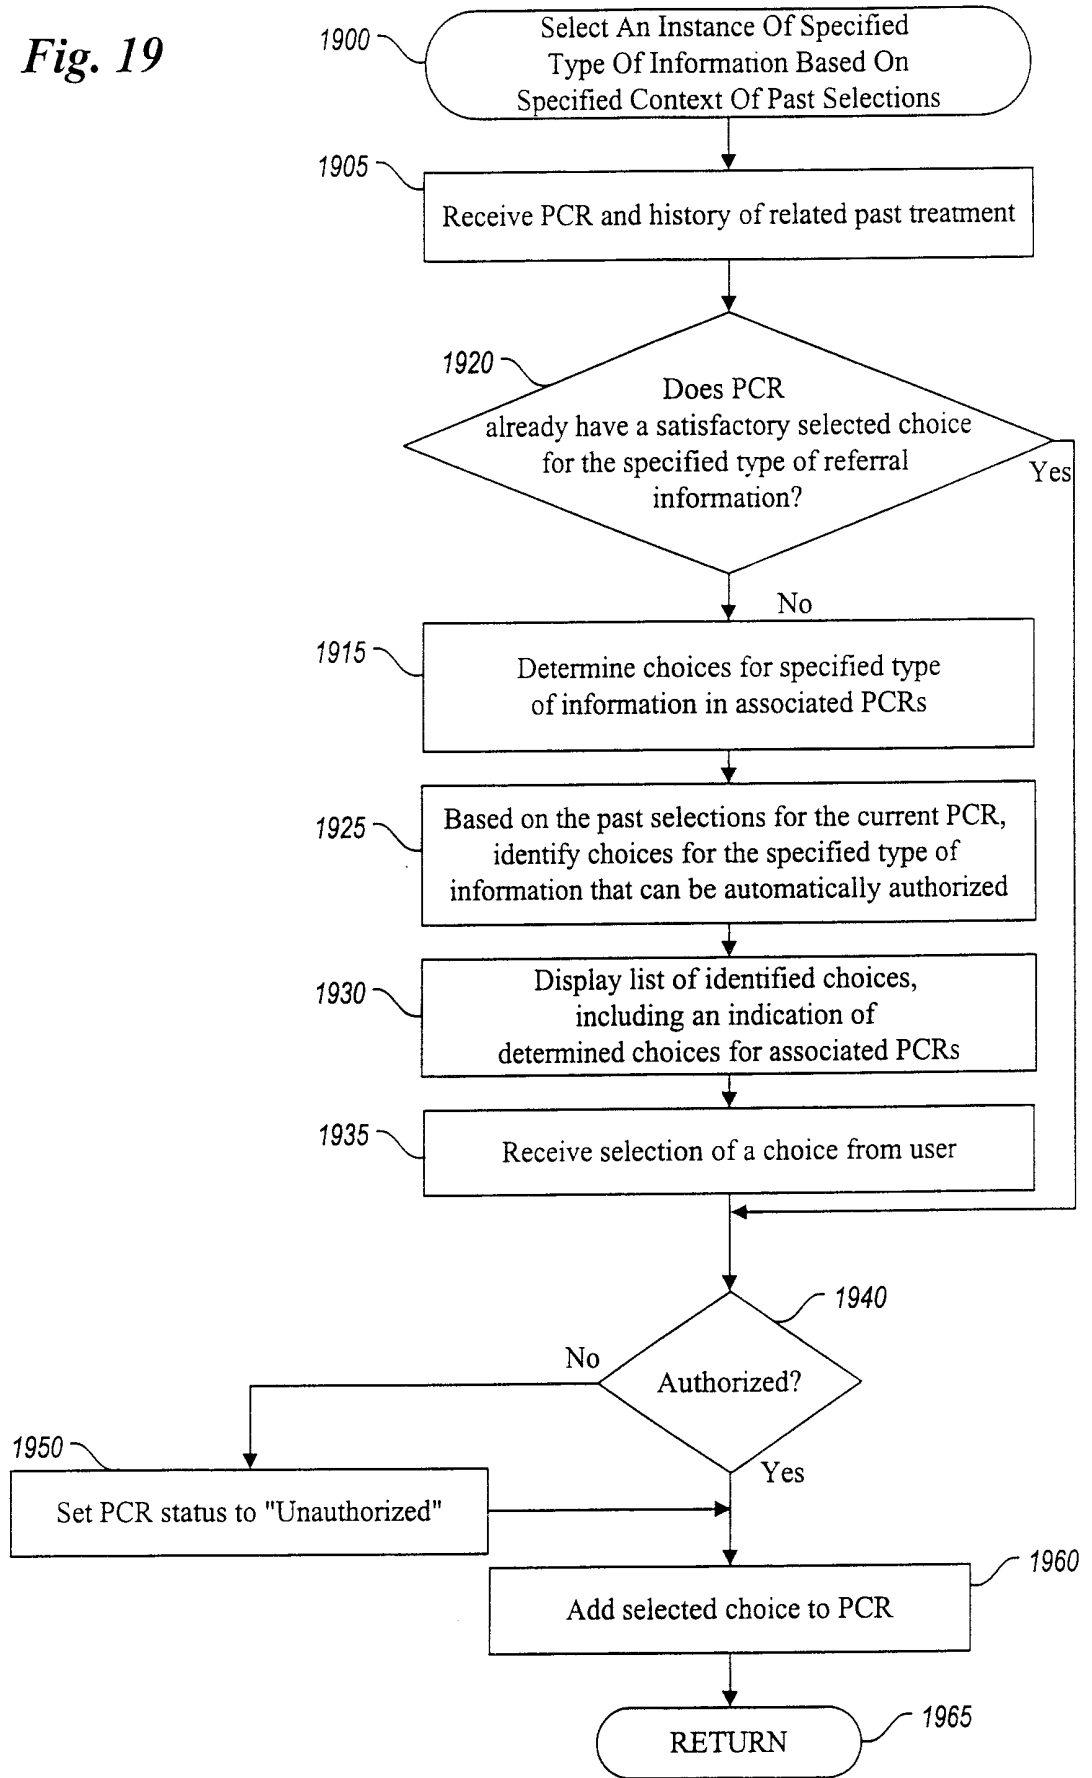 Fig. 19
1900
Select An Instance Of Specified
Type Of Information Based On
Specified Context Of Past Selections
1905
Receive PCR and history of related past treatment
1920
Does PCR
already have a satisfactory selected choice
for the specified type of referral
information?
Yes
No
1915
Determine choices for specified type
of information in associated PCRs
1925
Based on the past selections for the current PCR,
identify choices for the specified type of
information that can be automatically authorized
1930
Display list of identified choices,
including an indication of
determined choices for associated PCRs
1935
Receive selection of a choice from user
1940
No
Authorized?
1950
Yes
Set PCR status to "Unauthorized"
1960
Add selected choice to PCR
1965
RETURN